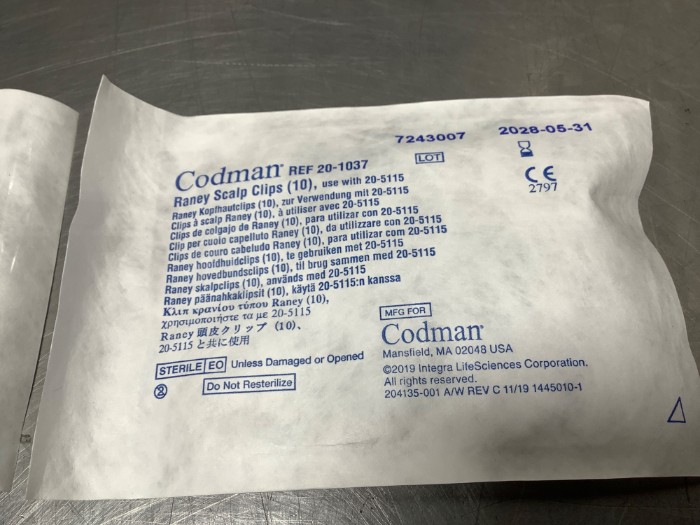 7243007 2028-05-31
LOT
Codman REF 20-1037
Raney Scalp Clips (10), use with 20-5115
Raney Kopfhautclips (10), zur Verwendung mit 20-5115
Clips à scalp Raney (10), à utiliser avec 20-5115
Clips de colgajo de Raney (10), para utilizar con 20-5115
Clip per cuoio capelluto Raney (10), da utilizzare con 20-5115
Clips de couro cabeludo Raney (10), para utilizar com 20-5115
Raney hooldhuidclips (10), te gebruiken met 20-5115
Raney hovedbundsclips (10), til brug sammen med 20-5115
Raney skalpclips (10), används med 20-5115
Raney päänahkaklipsit (10), käytä 20-5115:n kanssa
Κλιπ κρανίου τύπου Raney (10),
χρησιμοποιήστε τα με 20-5115
Raney 頭皮クリップ (10)、
20-5115 と共に使用
CE
2797
STERILE EO Unless Damaged or Opened
2 Do Not Resterilize
MFG FOR
Codman
Mansfield, MA 02048 USA
©2019 Integra LifeSciences Corporation.
All rights reserved.
204135-001 A/W REV C 11/19 1445010-1